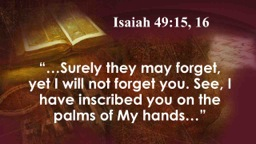 Isaiah 49:15, 16
“…Surely they may forget,
yet I will not forget you. See, I
have inscribed you on the
palms of My hands…”